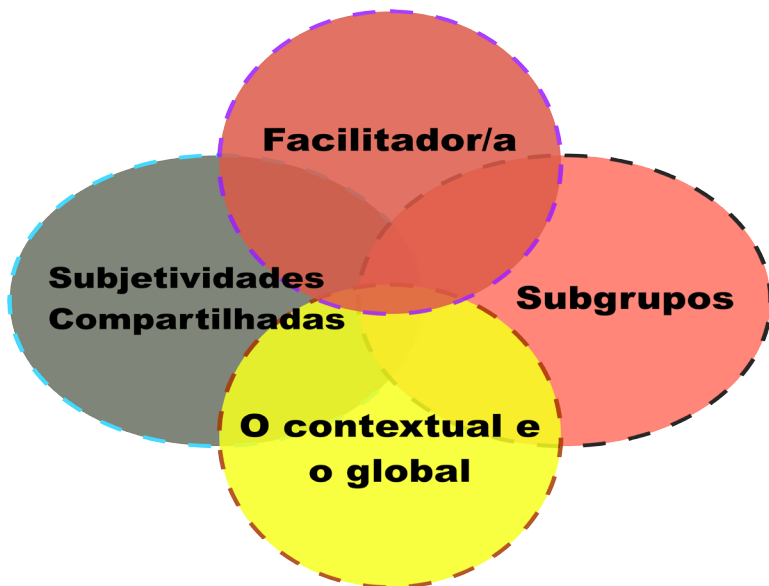 Facilitador/a
Subjetividades
Compartilhadas
Subgrupos
O contextual e
o global